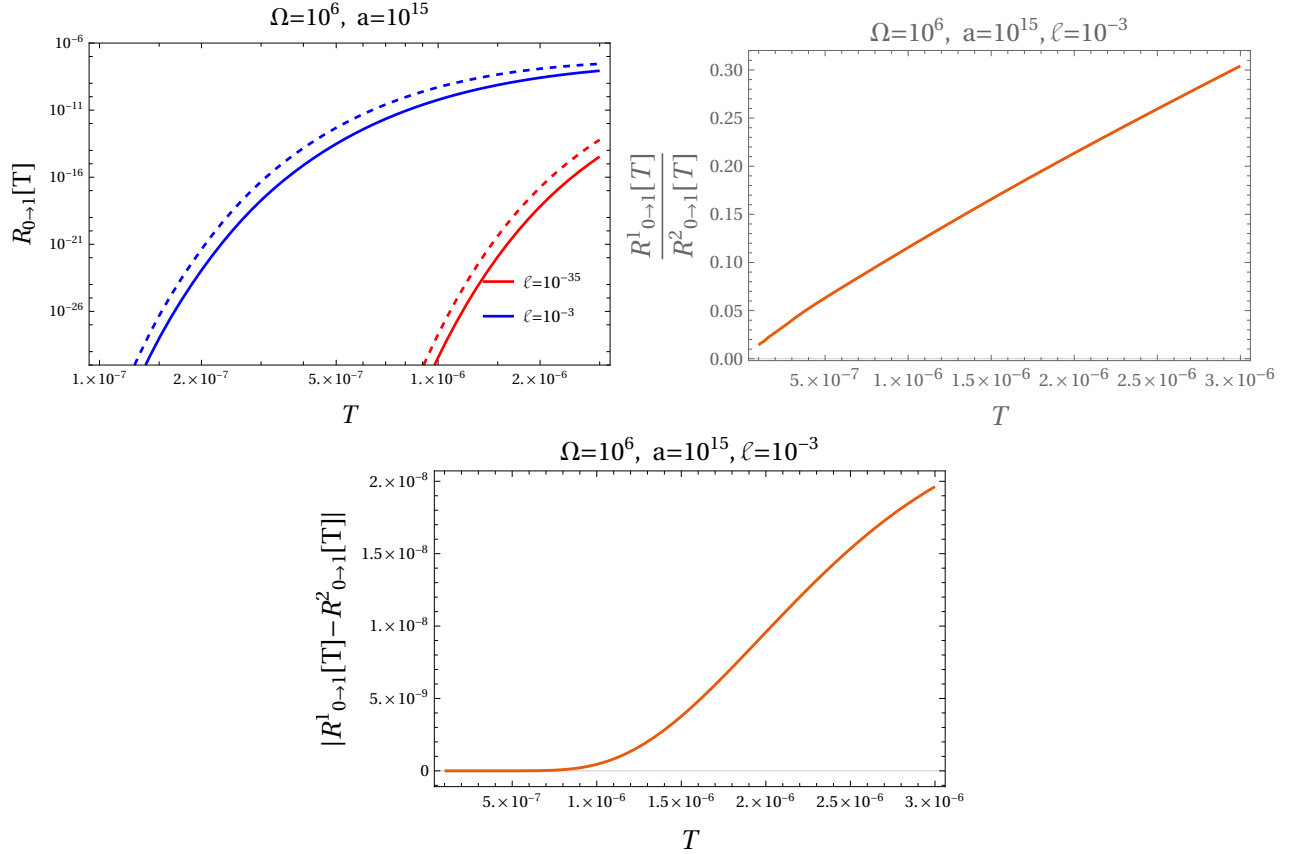 Ω=10⁶, a=10¹⁵
10⁻⁶
10⁻¹¹
10⁻¹⁶
10⁻²¹
10⁻²⁶
R₀→₁[T]
ℓ=10⁻³⁵
ℓ=10⁻³
1.×10⁻⁷ 2.×10⁻⁷ 5.×10⁻⁷ 1.×10⁻⁶ 2.×10⁻⁶
T
Ω=10⁶, a=10¹⁵, ℓ=10⁻³
0.30
0.25
0.20
0.15
0.10
0.05
0.00
R¹₀→₁[T]
R²₀→₁[T]
5.×10⁻⁷ 1.×10⁻⁶ 1.5×10⁻⁶ 2.×10⁻⁶ 2.5×10⁻⁶ 3.×10⁻⁶
T
Ω=10⁶, a=10¹⁵, ℓ=10⁻³
2.×10⁻⁸
1.5×10⁻⁸
1.×10⁻⁸
5.×10⁻⁹
0
|R¹₀→₁[T]−R²₀→₁[T]|
5.×10⁻⁷ 1.×10⁻⁶ 1.5×10⁻⁶ 2.×10⁻⁶ 2.5×10⁻⁶ 3.×10⁻⁶
T